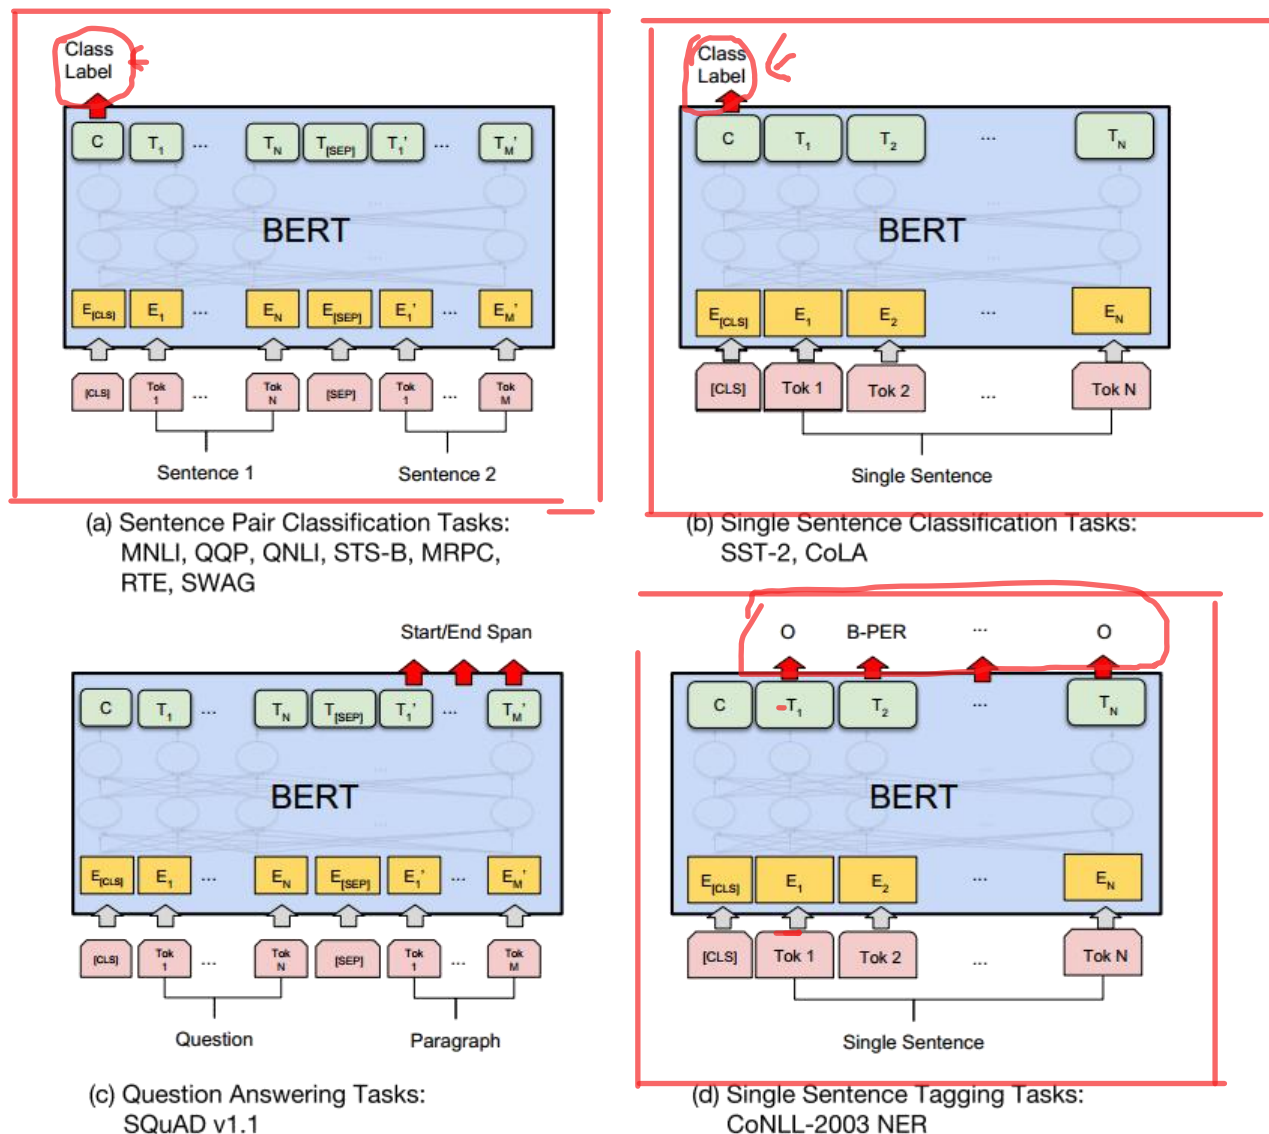 Class
Label
C T1 ... TN T[SEP] T1' ... TM'
BERT
E[CLS] E1 ... EN E[SEP] E1' ... EM'
[CLS] Tok 1 ... Tok N [SEP] Tok 1 ... Tok M
Sentence 1 Sentence 2
(a) Sentence Pair Classification Tasks:
MNLI, QQP, QNLI, STS-B, MRPC,
RTE, SWAG
Class
Label
C T1 T2 ... TN
BERT
E[CLS] E1 E2 ... EN
[CLS] Tok 1 Tok 2 ... Tok N
Single Sentence
(b) Single Sentence Classification Tasks:
SST-2, CoLA
Start/End Span
C T1 ... TN T[SEP] T1' ... TM'
BERT
E[CLS] E1 ... EN E[SEP] E1' ... EM'
[CLS] Tok 1 ... Tok N [SEP] Tok 1 ... Tok M
Question Paragraph
(c) Question Answering Tasks:
SQuAD v1.1
O B-PER ... O
C T1 T2 ... TN
BERT
E[CLS] E1 E2 ... EN
[CLS] Tok 1 Tok 2 ... Tok N
Single Sentence
(d) Single Sentence Tagging Tasks:
CoNLL-2003 NER